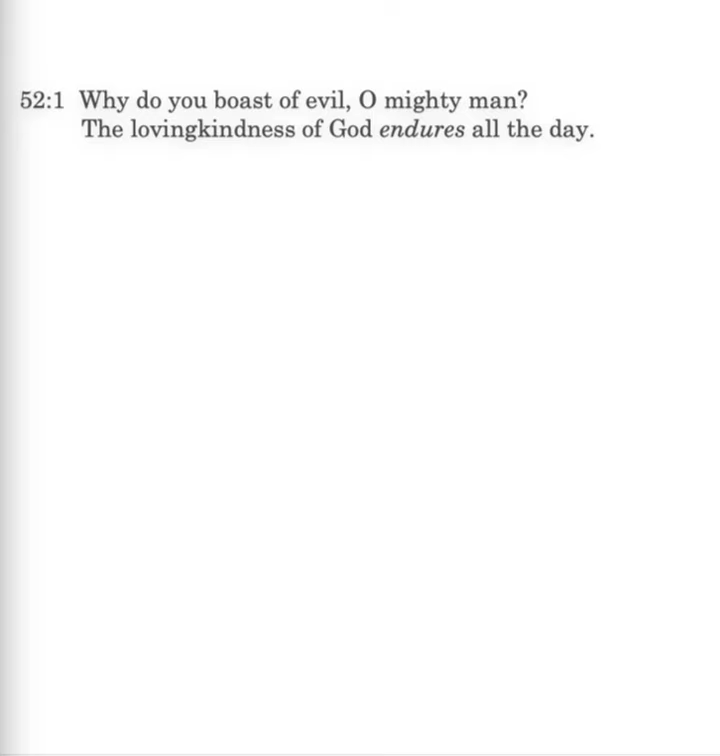 52:1 Why do you boast of evil, O mighty man?
The lovingkindness of God endures all the day.